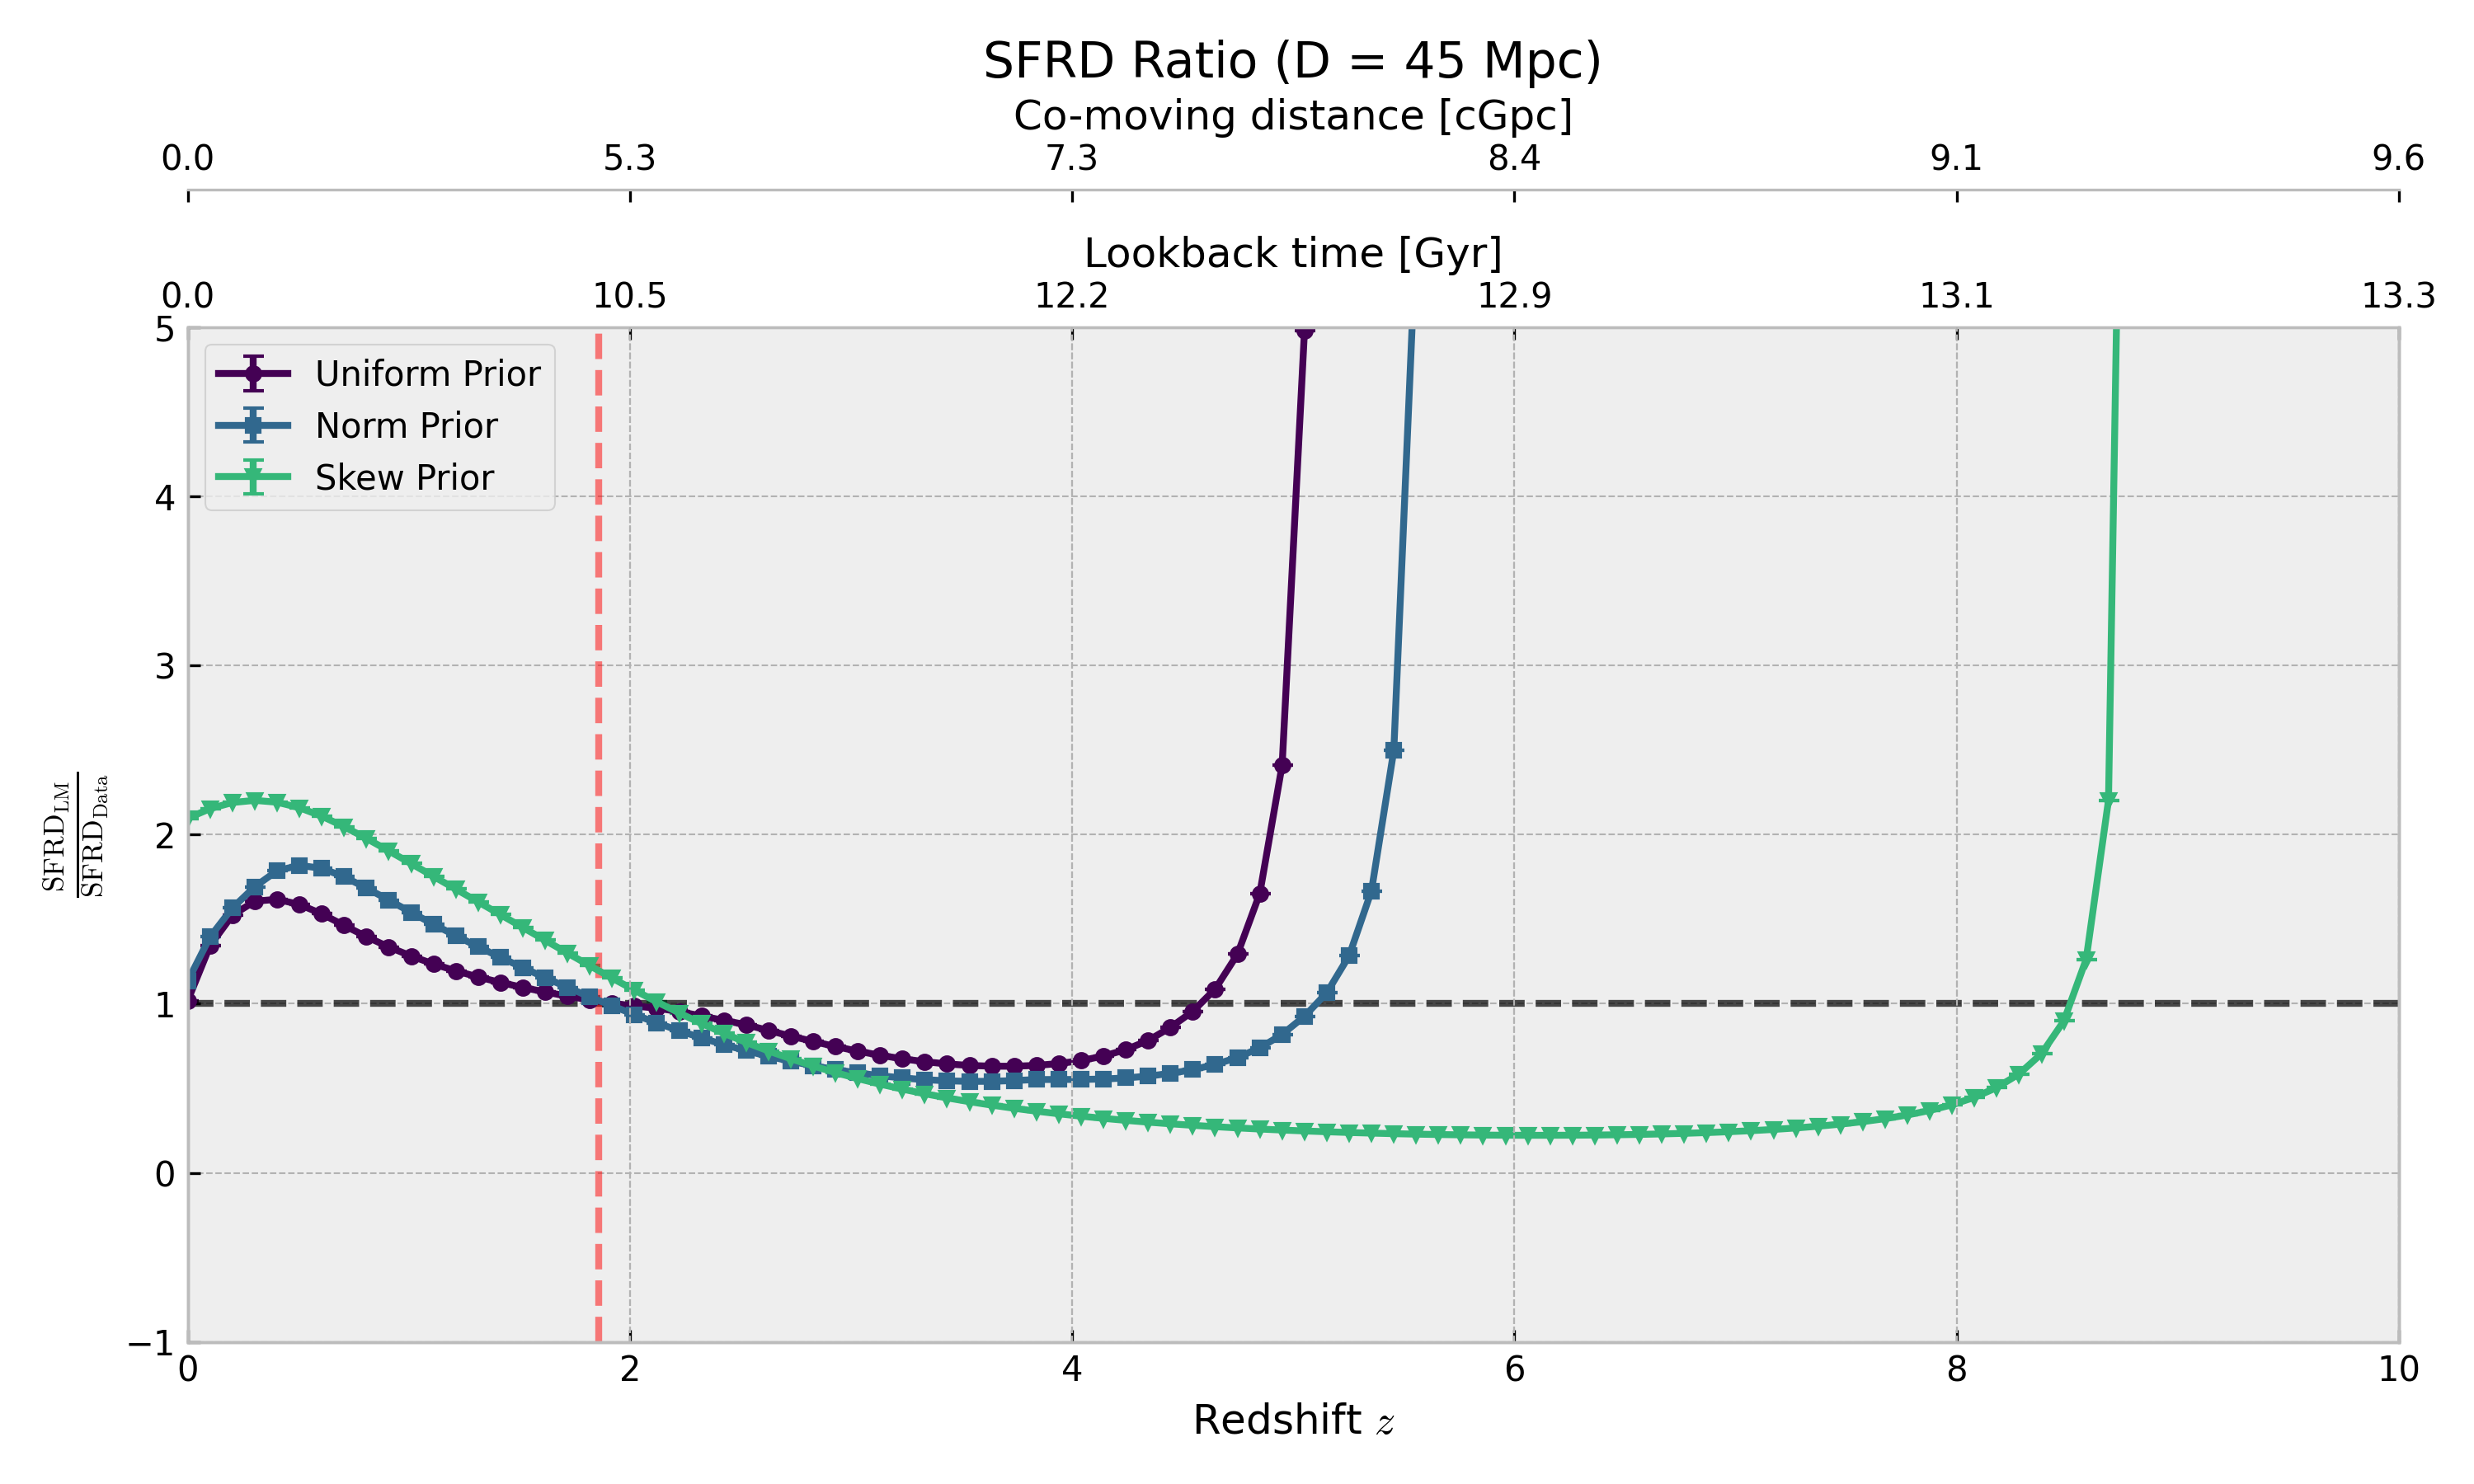 SFRD Ratio (D = 45 Mpc)
Co-moving distance [cGpc]
0.0 5.3 7.3 8.4 9.1 9.6
Lookback time [Gyr]
0.0 10.5 12.2 12.9 13.1 13.3
Uniform Prior
Norm Prior
Skew Prior
5
4
3
2
1
0
−1
SFRD_LM
SFRD_Data
0 2 4 6 8 10
Redshift z